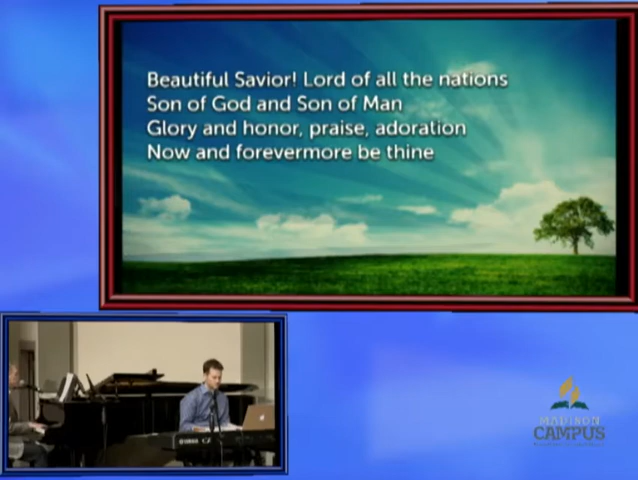 Beautiful Savior! Lord of all the nations
Son of God and Son of Man
Glory and honor, praise, adoration
Now and forevermore be thine
YAMAHA
MADISON
CAMPUS